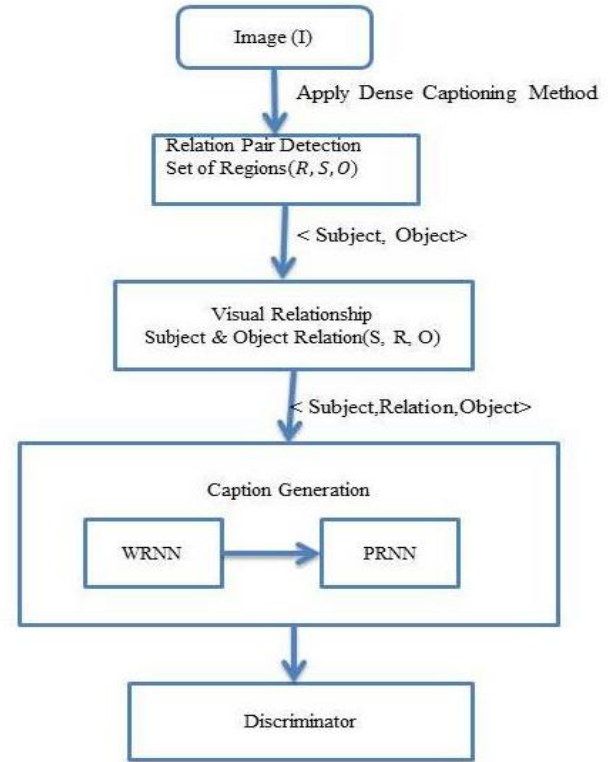 Image (I)
Apply Dense Captioning Method
Relation Pair Detection
Set of Regions(R, S, O)
< Subject, Object>
Visual Relationship
Subject & Object Relation(S, R, O)
< Subject,Relation,Object>
Caption Generation
WRNN
PRNN
Discriminator